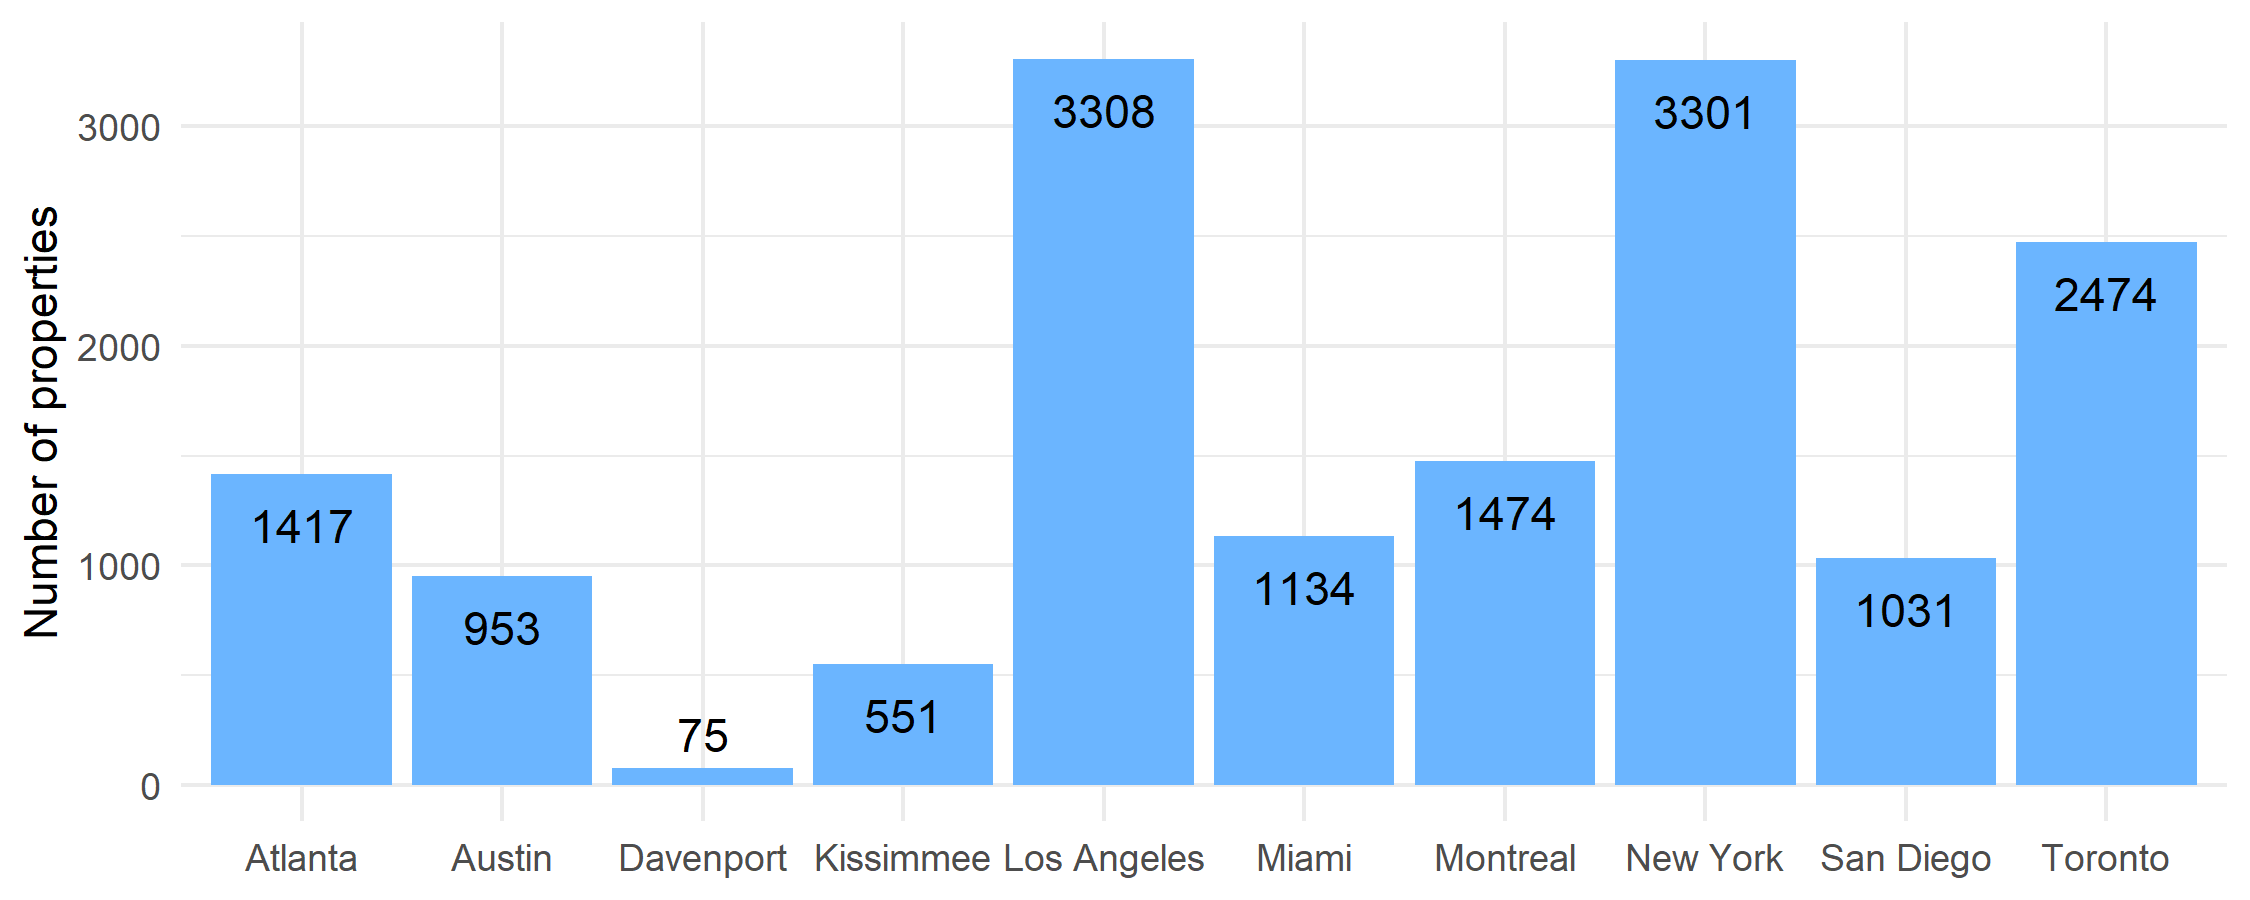 Number of properties
3000
2000
1000
0
1417
953
75
551
3308
1134
1474
3301
1031
2474
Atlanta
Austin
Davenport
Kissimmee
Los Angeles
Miami
Montreal
New York
San Diego
Toronto